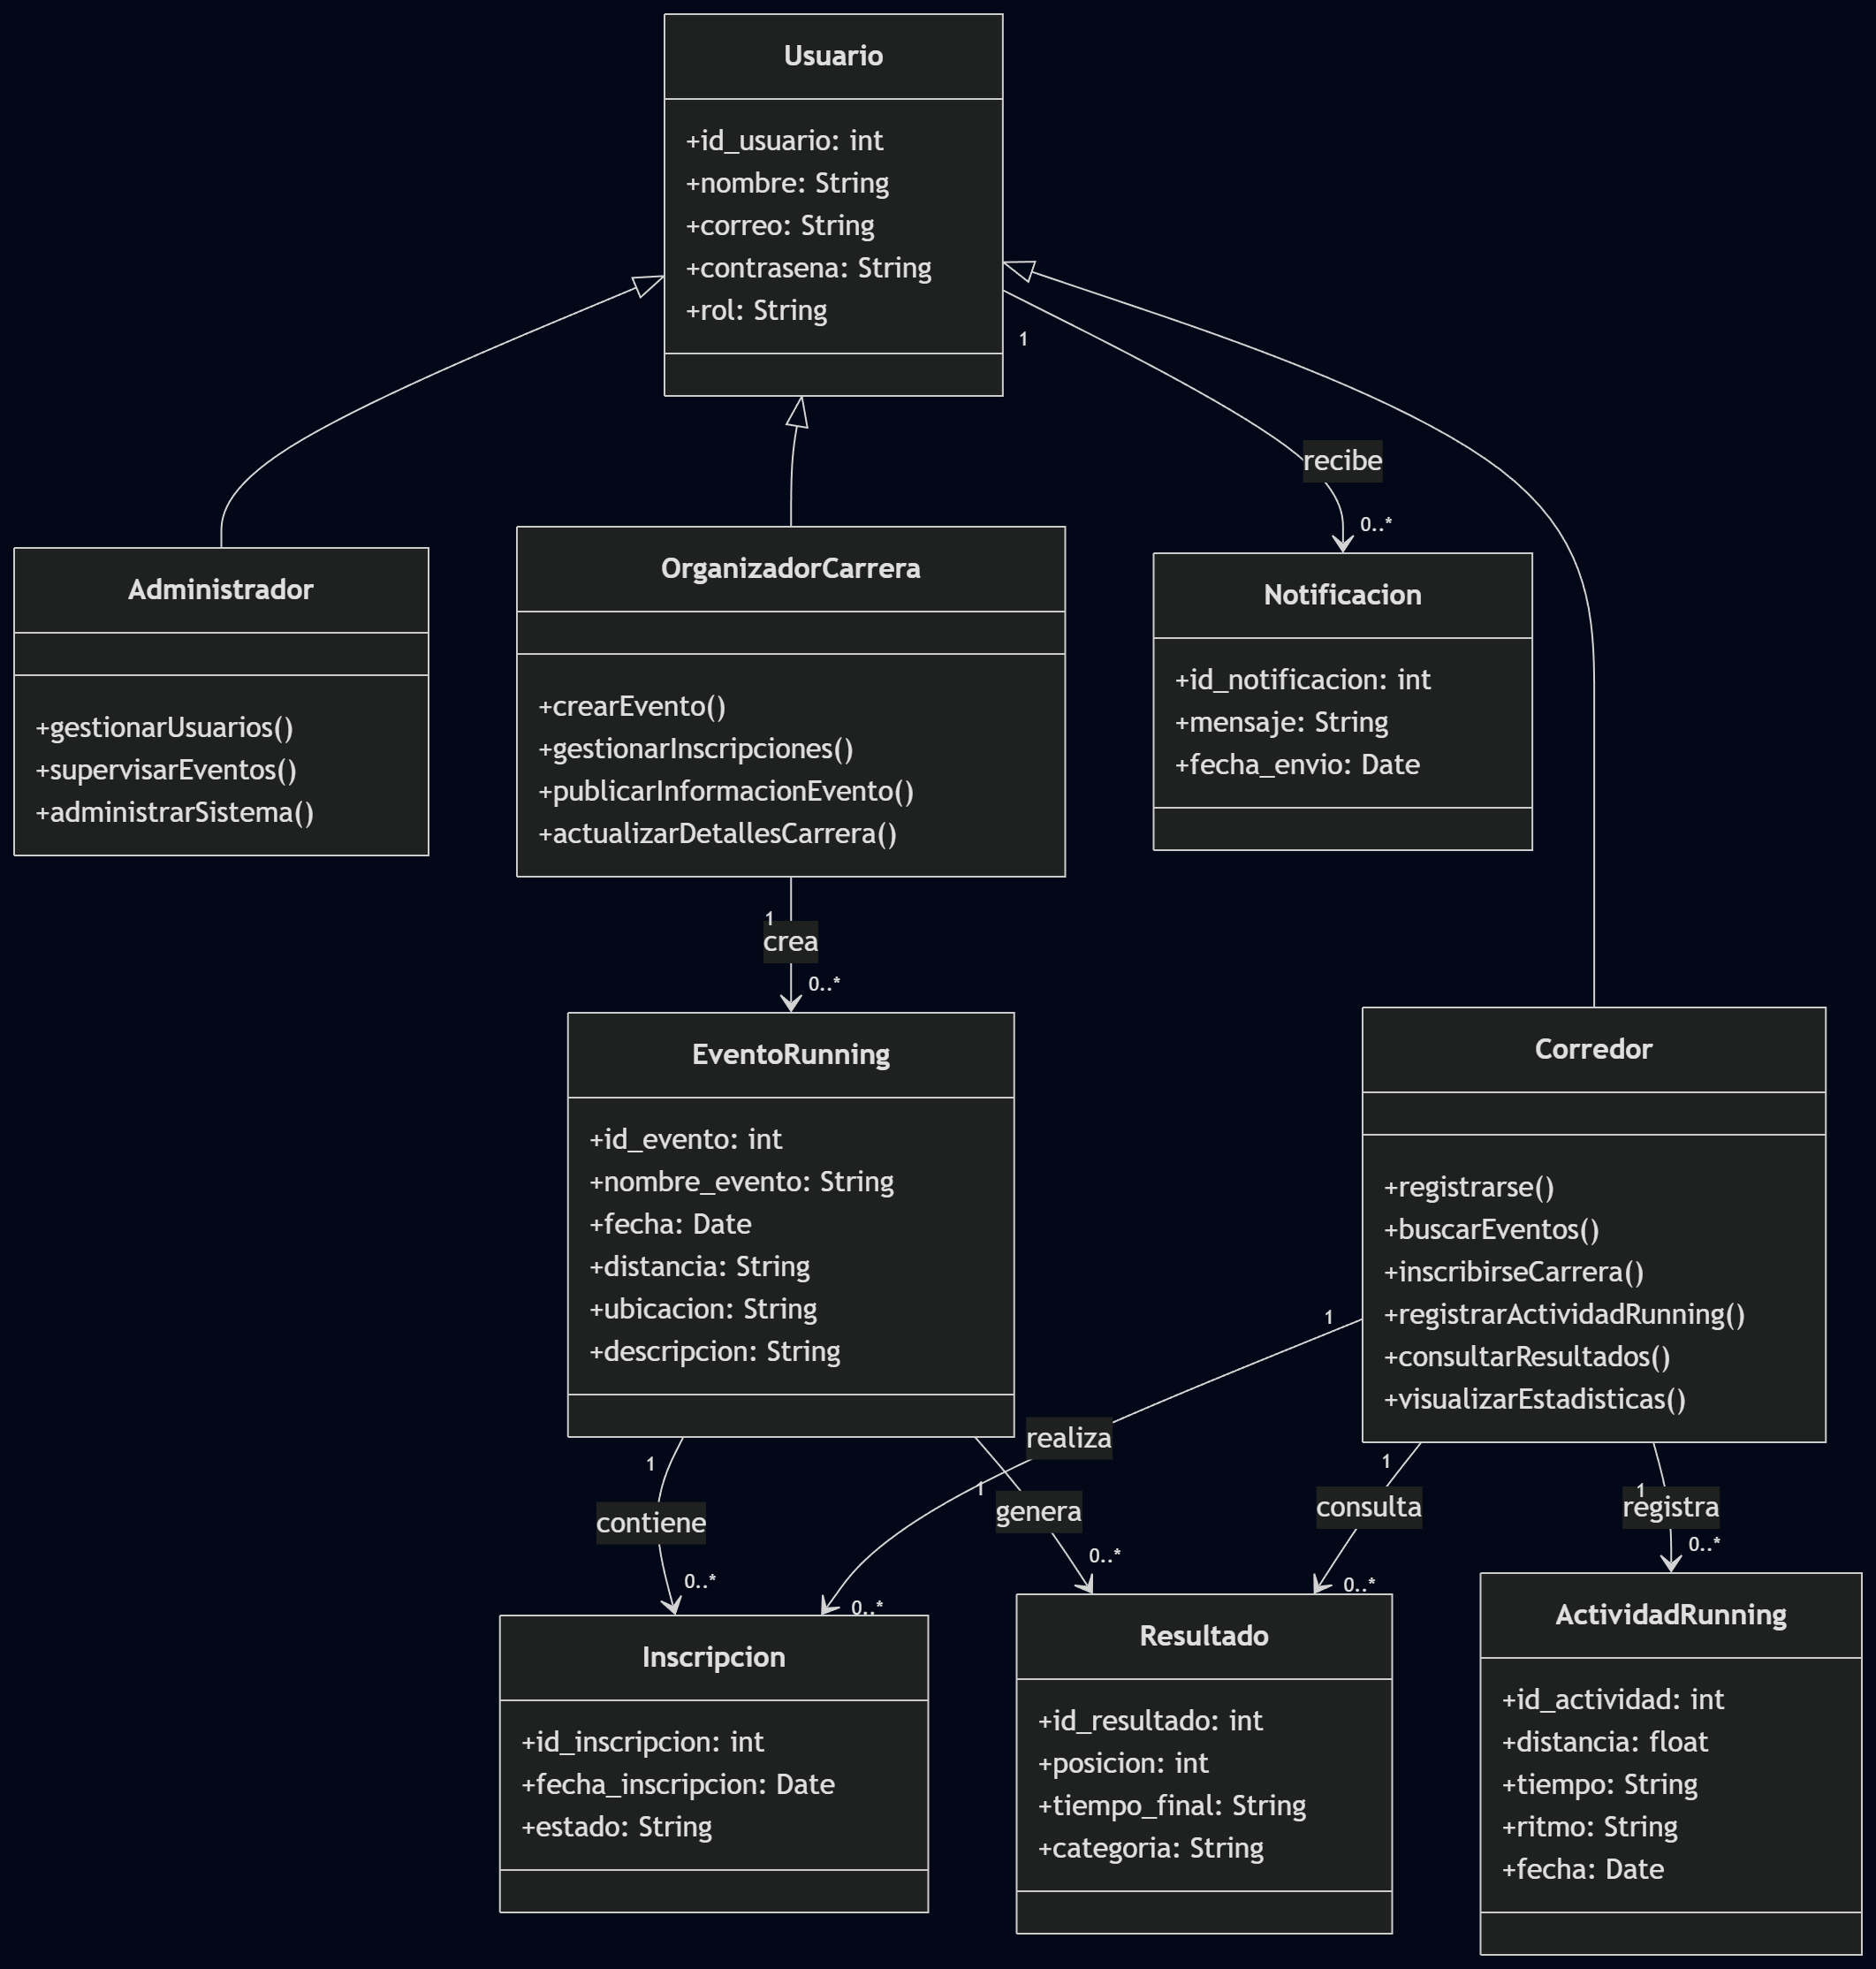 Usuario
+id_usuario: int
+nombre: String
+correo: String
+contrasena: String
+rol: String
1
recibe
0..*
Administrador
+gestionarUsuarios()
+supervisarEventos()
+administrarSistema()
OrganizadorCarrera
+crearEvento()
+gestionarInscripciones()
+publicarInformacionEvento()
+actualizarDetallesCarrera()
Notificacion
+id_notificacion: int
+mensaje: String
+fecha_envio: Date
1
crea
0..*
EventoRunning
+id_evento: int
+nombre_evento: String
+fecha: Date
+distancia: String
+ubicacion: String
+descripcion: String
Corredor
+registrarse()
+buscarEventos()
+inscribirseCarrera()
+registrarActividadRunning()
+consultarResultados()
+visualizarEstadisticas()
1
realiza
0..*
1
contiene
0..*
1
genera
0..*
1
consulta
0..*
1
registra
0..*
Inscripcion
+id_inscripcion: int
+fecha_inscripcion: Date
+estado: String
Resultado
+id_resultado: int
+posicion: int
+tiempo_final: String
+categoria: String
ActividadRunning
+id_actividad: int
+distancia: float
+tiempo: String
+ritmo: String
+fecha: Date